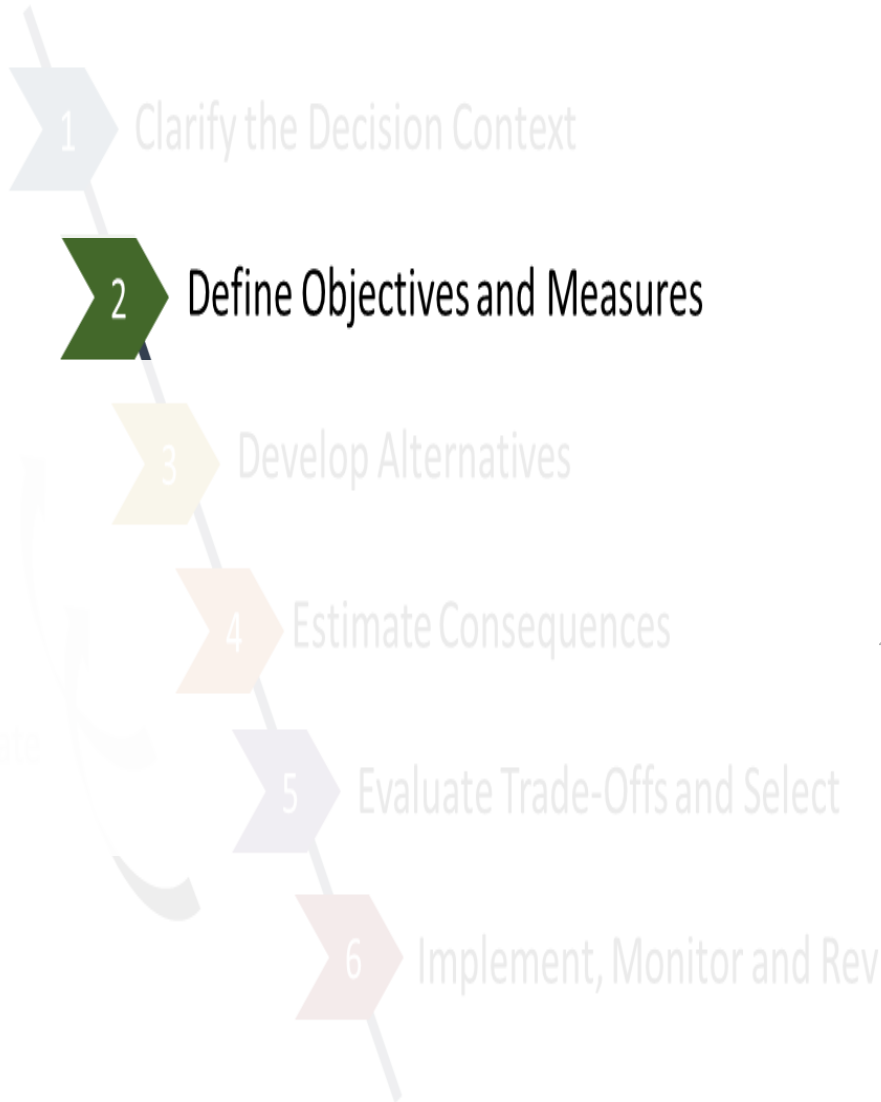 1 Clarify the Decision Context
2 Define Objectives and Measures
3 Develop Alternatives
4 Estimate Consequences
5 Evaluate Trade-Offs and Select
6 Implement, Monitor and Rev